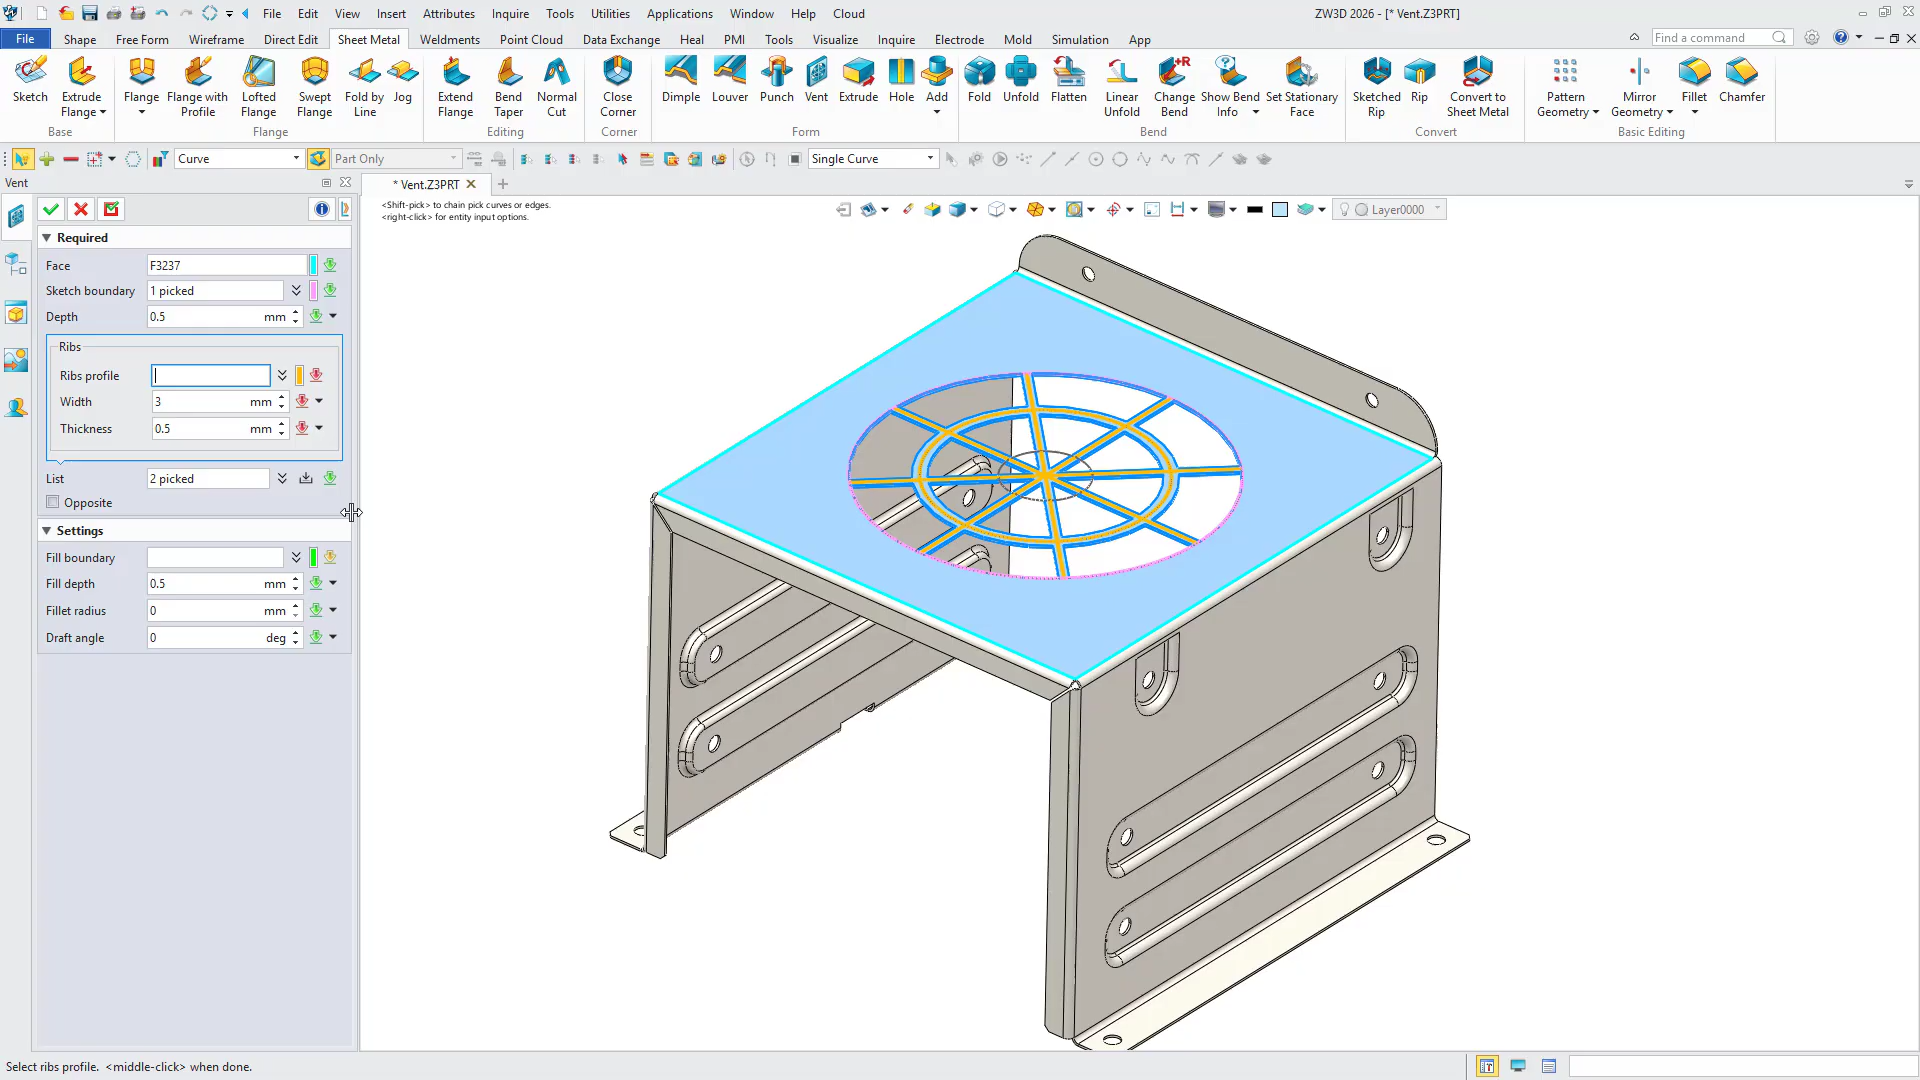 File Edit View Insert Attributes Inquire Tools Utilities Applications Window Help Cloud
ZW3D 2026 - [* Vent.Z3PRT]
File Shape Free Form Wireframe Direct Edit Sheet Metal Weldments Point Cloud Data Exchange Heal PMI Tools Visualize Inquire Electrode Mold Simulation App
Find a command
Sketch Extrude Flange Flange Flange with Profile Lofted Flange Swept Flange Fold by Line Jog Extend Flange Bend Taper Normal Cut Close Corner Dimple Louver Punch Vent Extrude Hole Add Fold Unfold Flatten Linear Unfold Change Bend Show Bend Info Set Stationary Face Sketched Rip Rip Convert to Sheet Metal Pattern Geometry Mirror Geometry Fillet Chamfer
Base Flange Editing Corner Form Bend Convert Basic Editing
Curve Part Only Single Curve
Vent
* Vent.Z3PRT
<Shift-pick> to chain pick curves or edges.
<right-click> for entity input options.
Layer0000
Required
Face F3237
Sketch boundary 1 picked
Depth 0.5 mm
Ribs
Ribs profile
Width 3 mm
Thickness 0.5 mm
List 2 picked
Opposite
Settings
Fill boundary
Fill depth 0.5 mm
Fillet radius 0 mm
Draft angle 0 deg
Select ribs profile. <middle-click> when done.